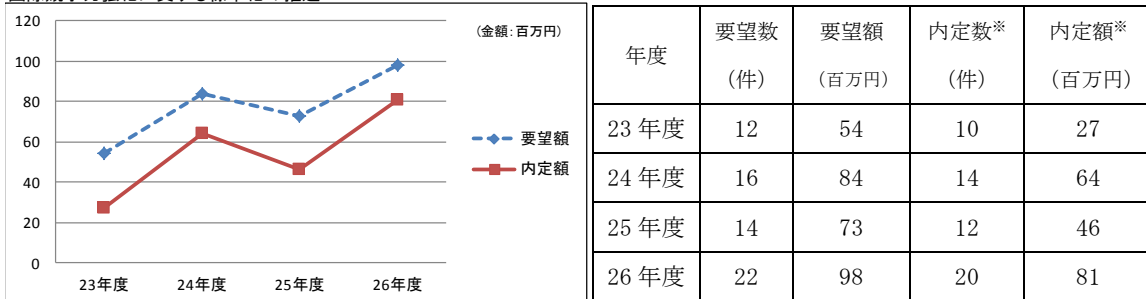 120
(金額:百万円)
100
80
60
40
20
0
23年度 24年度 25年度 26年度
要望額
内定額
年度 要望数 要望額 内定数※ 内定額※
(件) (百万円) (件) (百万円)
23 年度 12 54 10 27
24 年度 16 84 14 64
25 年度 14 73 12 46
26 年度 22 98 20 81